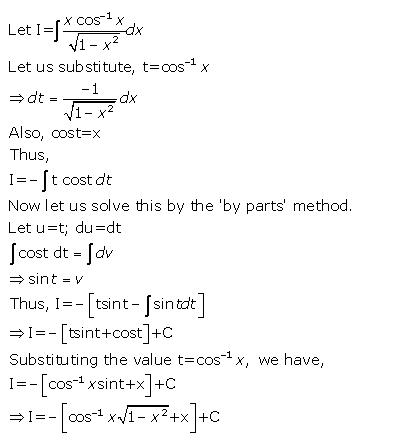 Let I=∫ x cos⁻¹ x / √(1 − x²) dx
Let us substitute, t=cos⁻¹ x
⇒ dt = −1 / √(1 − x²) dx
Also, cost=x
Thus,
I=−∫ t cost dt
Now let us solve this by the 'by parts' method.
Let u=t; du=dt
∫cost dt = ∫dv
⇒ sint = v
Thus, I=−[tsint−∫sintdt]
⇒ I=−[tsint+cost]+C
Substituting the value t=cos⁻¹ x, we have,
I=−[cos⁻¹ xsint+x]+C
⇒ I=−[cos⁻¹ x√(1− x²)+x]+C